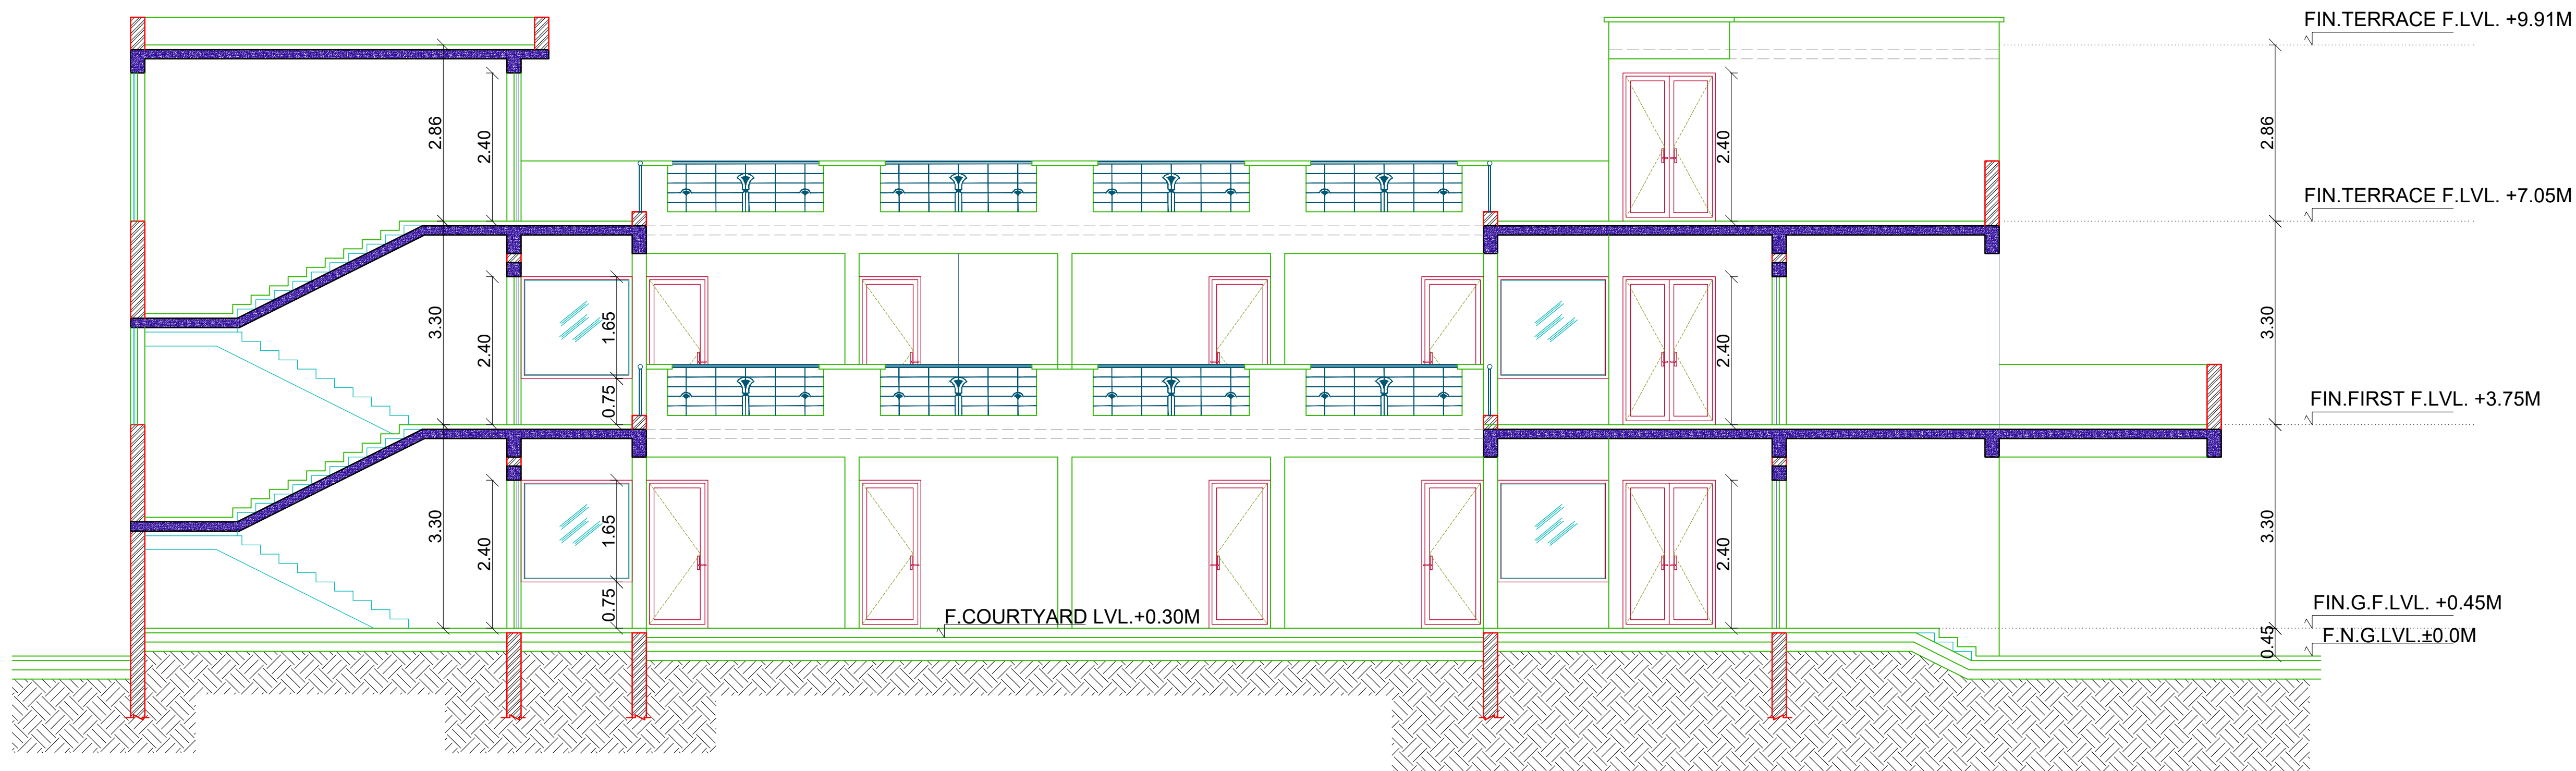 FIN.TERRACE F.LVL. +9.91M
2.86
2.40
2.40
2.86
FIN.TERRACE F.LVL. +7.05M
3.30
2.40
1.65
0.75
2.40
3.30
FIN.FIRST F.LVL. +3.75M
3.30
2.40
1.65
0.75
2.40
3.30
F.COURTYARD LVL.+0.30M
FIN.G.F.LVL. +0.45M
0.45
F.N.G.LVL.±0.0M